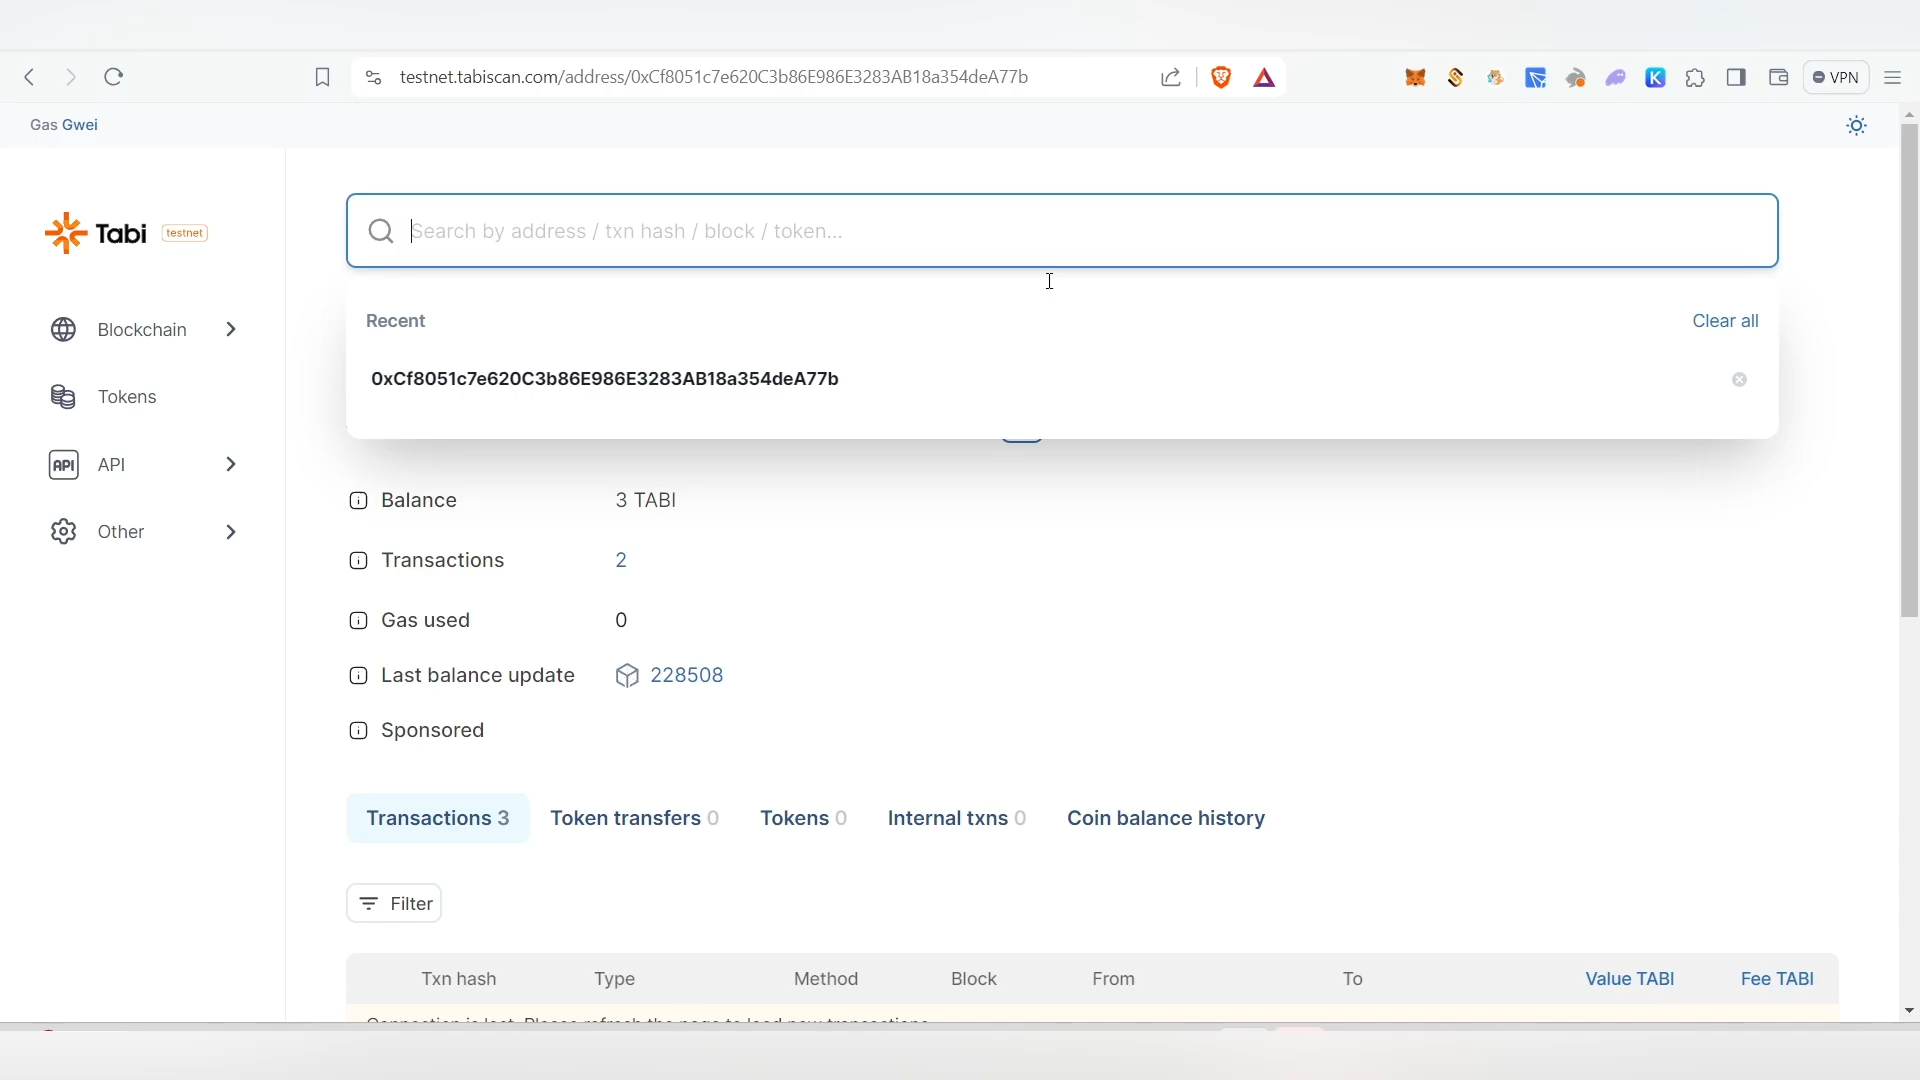 testnet.tabiscan.com/address/0xCf8051c7e620C3b86E986E3283AB18a354deA77b
VPN
Gas Gwei
Tabi testnet
Search by address / txn hash / block / token...
Recent
Clear all
0xCf8051c7e620C3b86E986E3283AB18a354deA77b
Blockchain
Tokens
API API
Other
Balance 3 TABI
Transactions 2
Gas used 0
Last balance update 228508
Sponsored
Transactions 3 Token transfers 0 Tokens 0 Internal txns 0 Coin balance history
Filter
Txn hash Type Method Block From To Value TABI Fee TABI